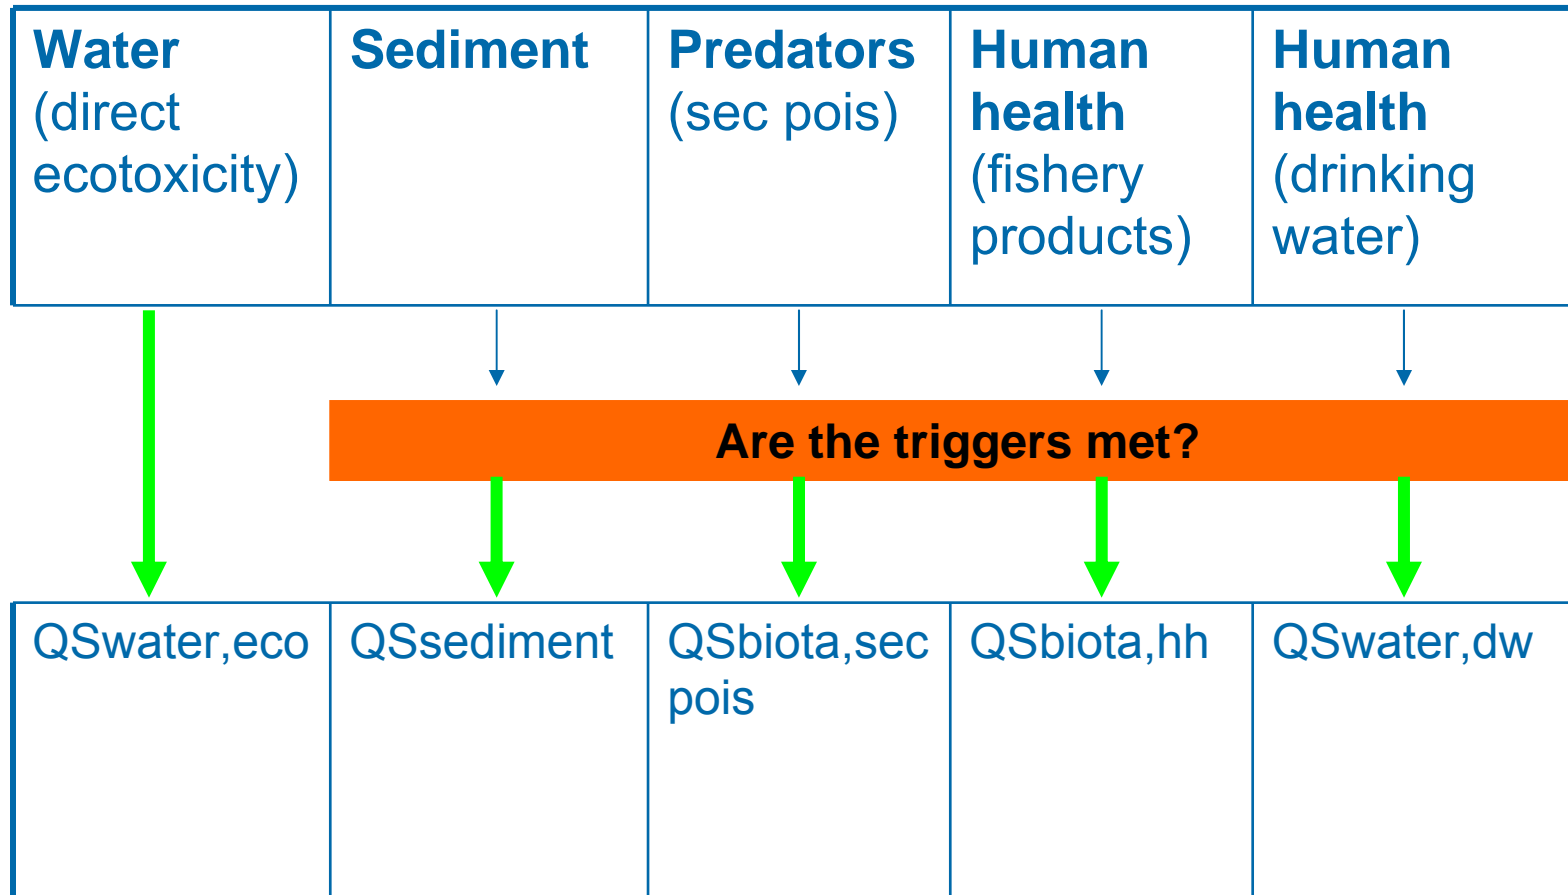 Water
(direct
ecotoxicity)
Sediment
Predators
(sec pois)
Human
health
(fishery
products)
Human
health
(drinking
water)
Are the triggers met?
QSwater,eco
QSsediment
QSbiota,sec
pois
QSbiota,hh
QSwater,dw